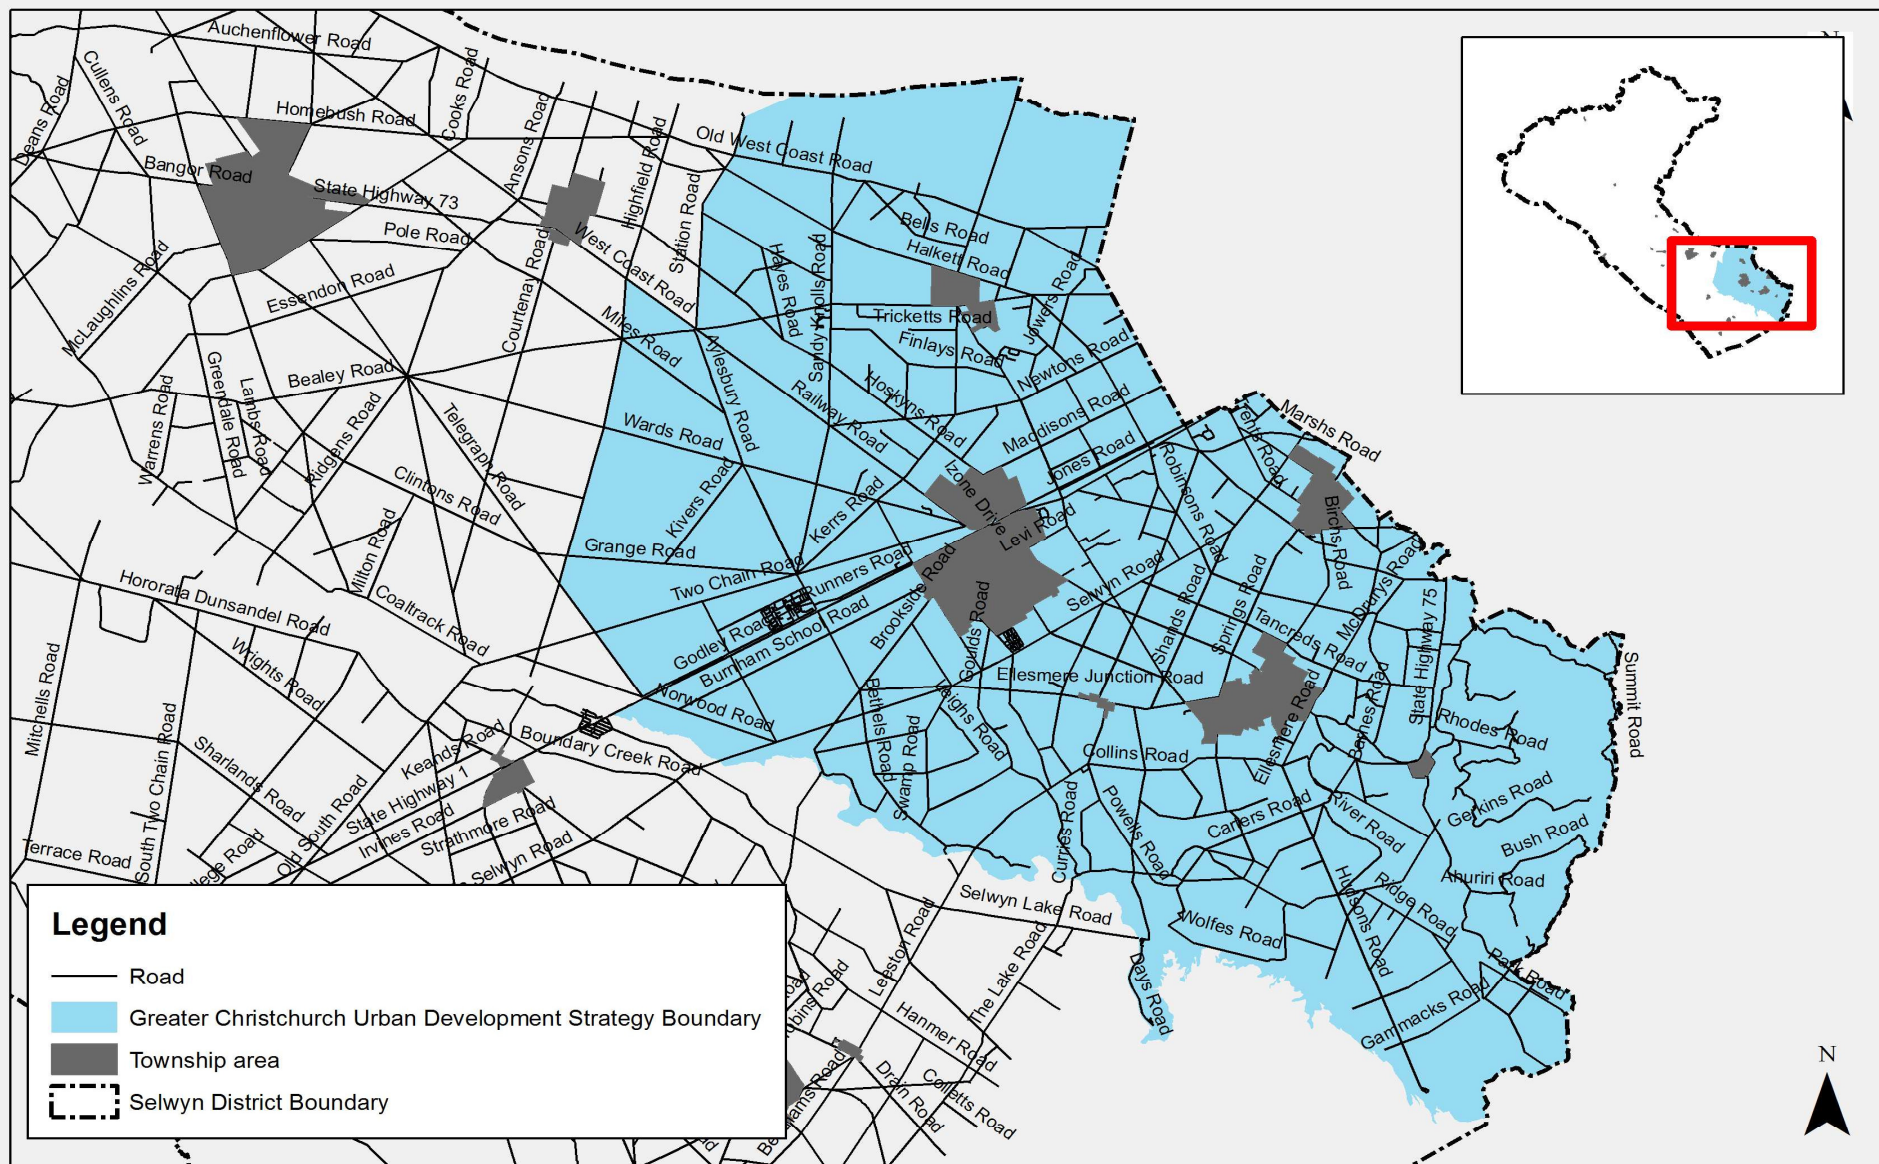 Auchenflower Road
Cullens Road
Deans Road
Cooks Road
Homebush Road
Ansons Road
Highfield Road
Old West Coast Road
N
Bangor Road
State Highway 73
Station Road
Pole Road
West Coast Road
Bells Road
Halkett Road
Hayes Road
Sandy Knolls Road
Jowers Road
McLaughlins Road
Essendon Road
Courtenay Road
Miles Road
Tricketts Road
Finlays Road
Newtons Road
Aylesbury Road
Greendale Road
Lambs Road
Bealey Road
Warrens Road
Ridgens Road
Telegraph Road
Railway Road
Hoskyns Road
Maddisons Road
Marshs Road
Wards Road
Jones Road
Robinsons Road
Clintons Road
Kivers Road
Kerrs Road
Izone Drive
Levi Road
Birchs Road
Milton Road
Grange Road
Two Chain Road
Runners Road
Brookside Road
Selwyn Road
Shands Road
Springs Road
McDrurys Road
Hororata Dunsandel Road
Coaltrack Road
Godley Road
Burnham School Road
Goulds Road
Tancreds Road
State Highway 75
Wrights Road
Mitchells Road
Norwood Road
Ellesmere Junction Road
Summit Road
South Two Chain Road
Sharlands Road
Keands Road
Boundary Creek Road
Bethels Road
Leighs Road
Swamp Road
Collins Road
Ellesmere Road
Barnes Road
Rhodes Road
Old South Road
State Highway 1
Irvines Road
Strathmore Road
Selwyn Road
Curries Road
Powells Road
Carters Road
River Road
Gerkins Road
Bush Road
Terrace Road
Selwyn Lake Road
Wolfes Road
Hudsons Road
Ridge Road
Ahuriri Road
Leeston Road
The Lake Road
Days Road
Park Road
Gammacks Road
Hanmer Road
Drain Road
Colletts Road
Legend
Road
Greater Christchurch Urban Development Strategy Boundary
Township area
Selwyn District Boundary
N